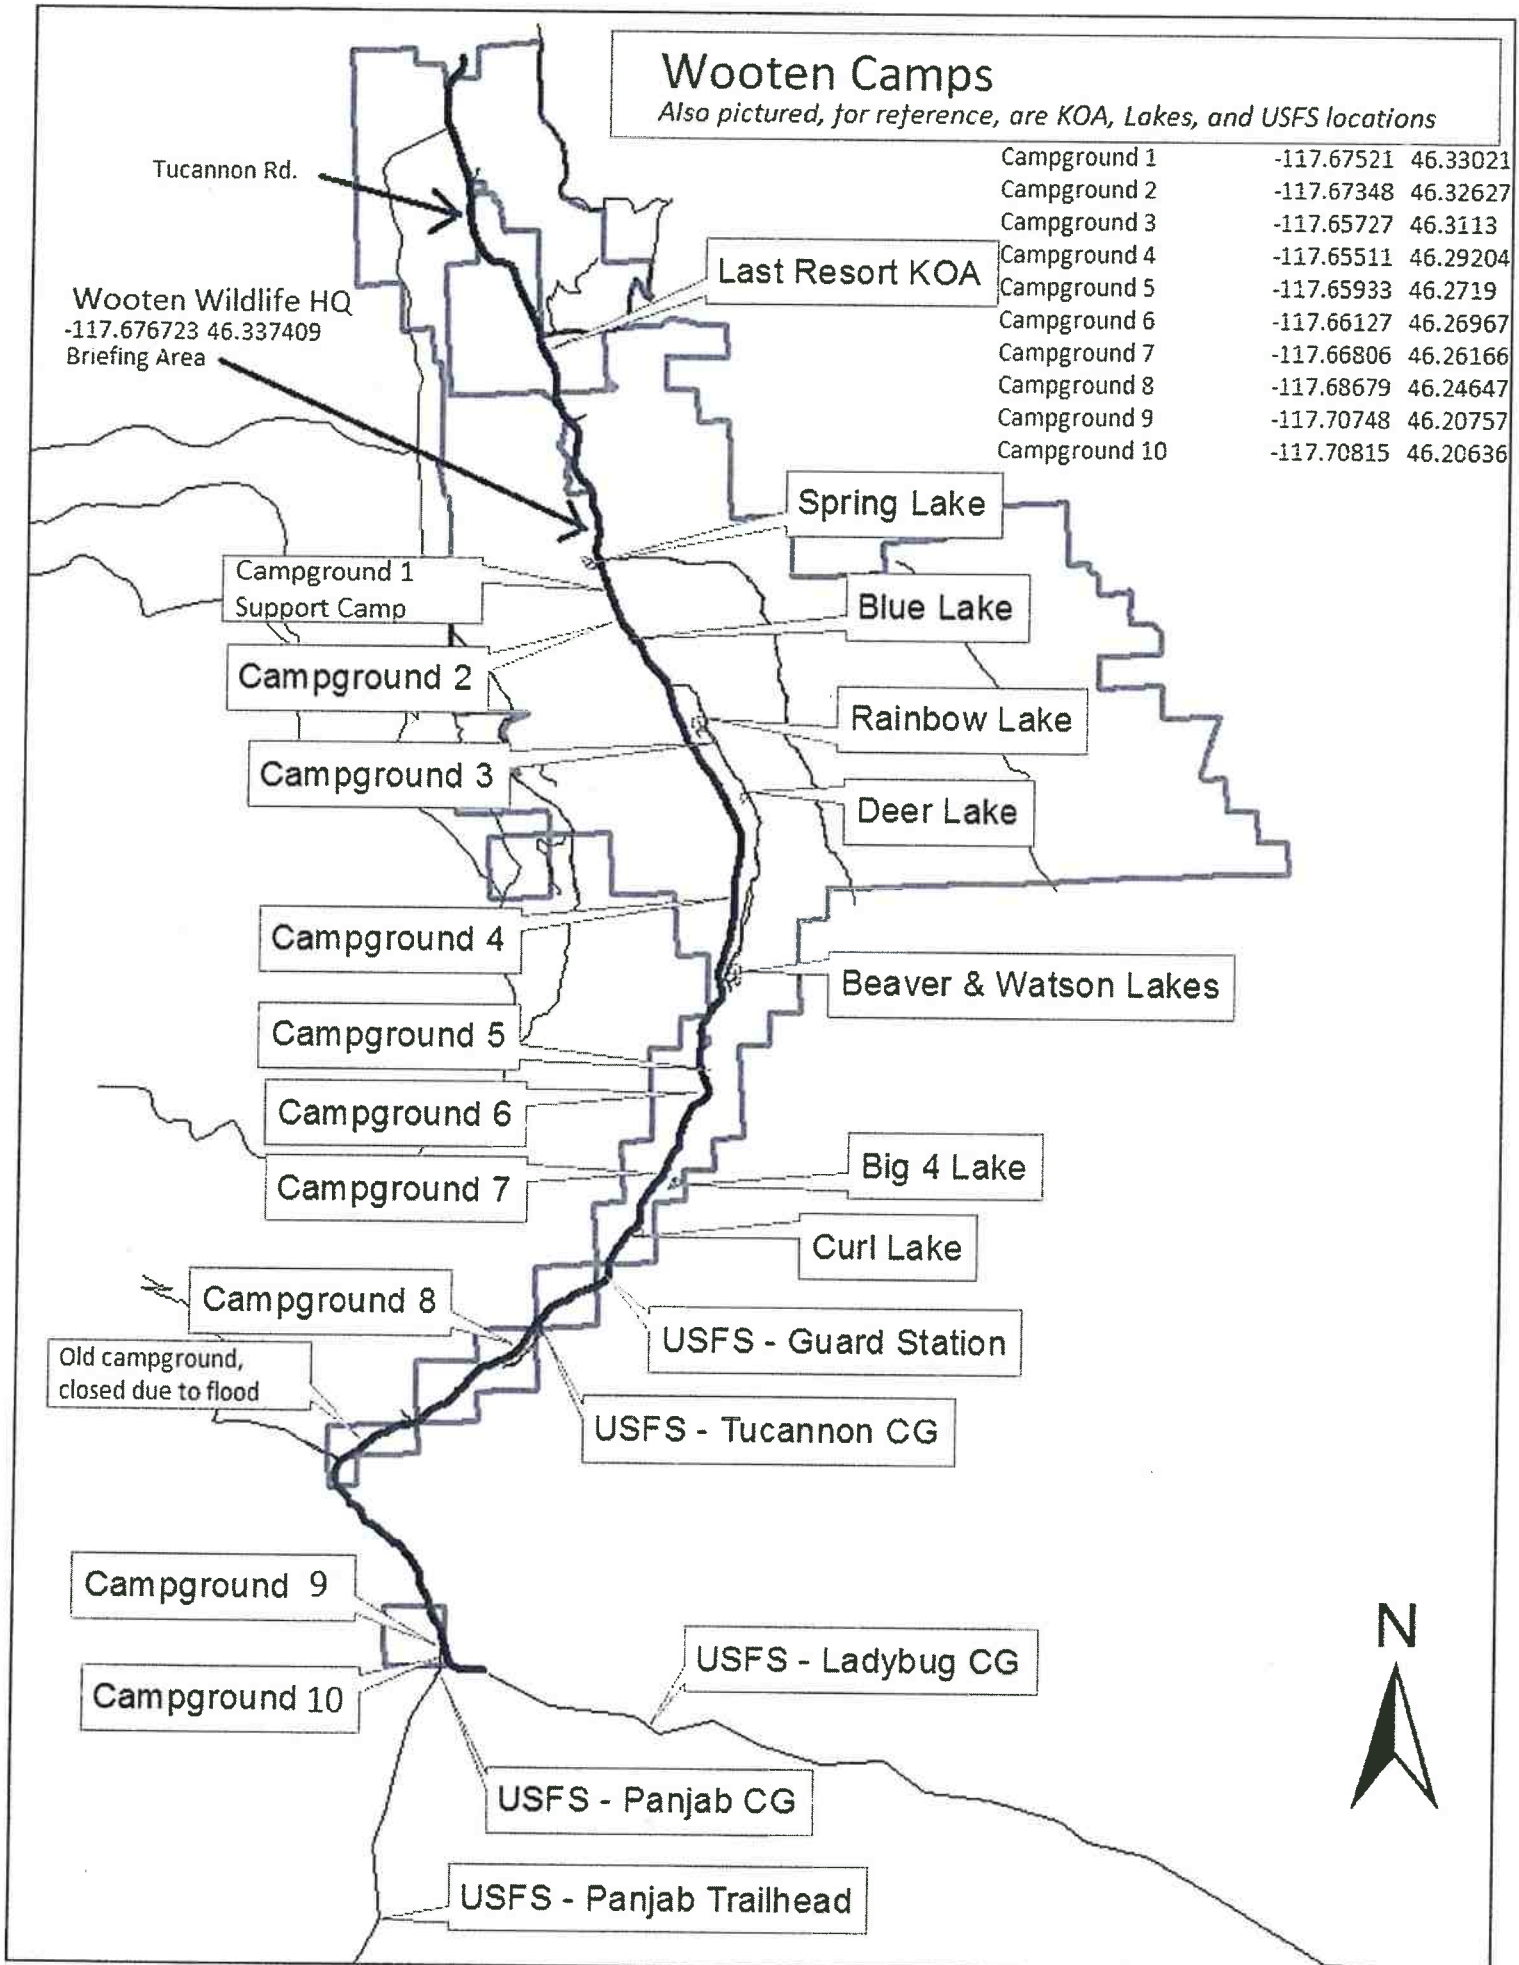 Wooten Camps
Also pictured, for reference, are KOA, Lakes, and USFS locations
Campground 1 -117.67521 46.33021
Campground 2 -117.67348 46.32627
Campground 3 -117.65727 46.3113
Campground 4 -117.65511 46.29204
Campground 5 -117.65933 46.2719
Campground 6 -117.66127 46.26967
Campground 7 -117.66806 46.26166
Campground 8 -117.68679 46.24647
Campground 9 -117.70748 46.20757
Campground 10 -117.70815 46.20636
Tucannon Rd.
Last Resort KOA
Wooten Wildlife HQ
-117.676723 46.337409
Briefing Area
Spring Lake
Campground 1
Support Camp
Blue Lake
Campground 2
Rainbow Lake
Campground 3
Deer Lake
Campground 4
Beaver & Watson Lakes
Campground 5
Campground 6
Big 4 Lake
Campground 7
Curl Lake
Campground 8
USFS - Guard Station
Old campground,
closed due to flood
USFS - Tucannon CG
Campground 9
N
USFS - Ladybug CG
Campground 10
USFS - Panjab CG
USFS - Panjab Trailhead